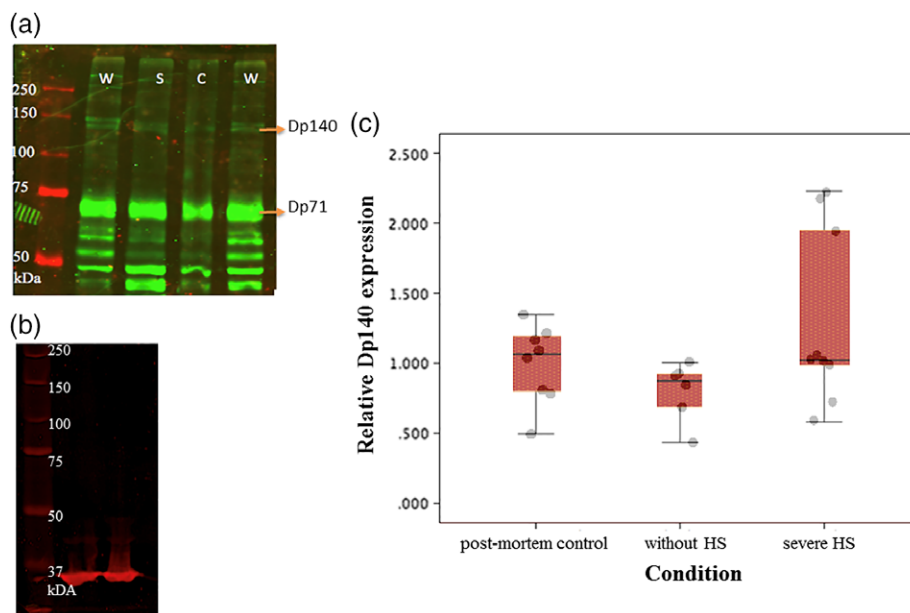 (a)
W S C W
250
150
Dp140
100
75
Dp71
50
kDa
(b)
250
150
100
75
50
37
kDA
(c)
2.500
2.000
1.500
1.000
.500
.000
Relative Dp140 expression
post-mortem control without HS severe HS
Condition